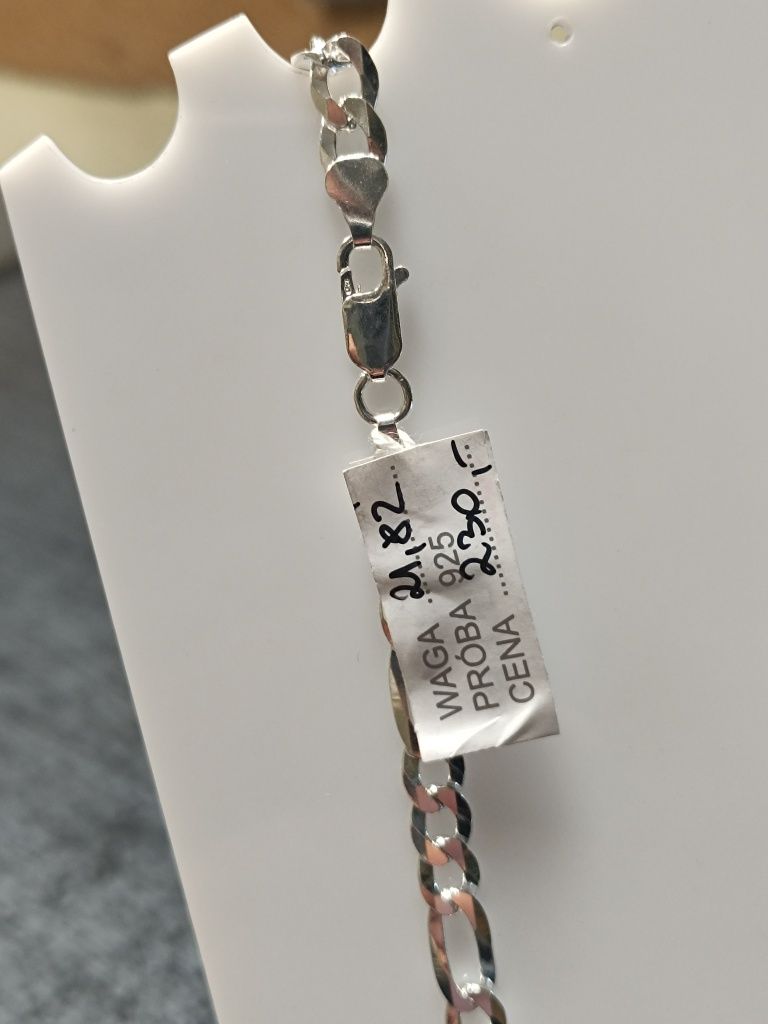 WAGA ..21,82...
PRÓBA 925
CENA ...230,-...